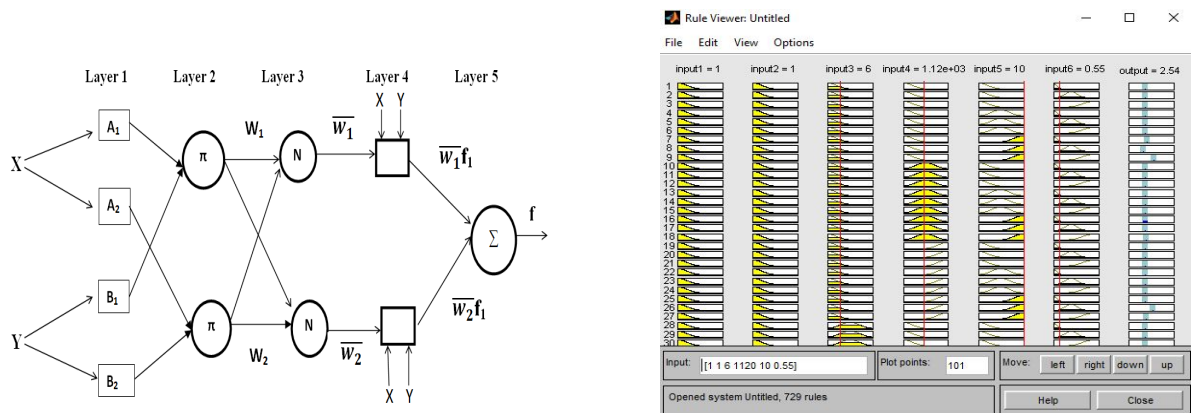 Layer 1 Layer 2 Layer 3 Layer 4 Layer 5
X Y
A₁
W₁
w̅₁
π
N
w̅₁f₁
X
A₂
f
Σ
B₁
w̅₂f₁
Y
π
N
B₂
W₂
w̅₂
X Y
Rule Viewer: Untitled
File Edit View Options
input1 = 1 input2 = 1 input3 = 6 input4 = 1.12e+03 input5 = 10 input6 = 0.55 output = 2.54
1
2
3
4
5
6
7
8
9
10
11
12
13
14
15
16
17
18
19
20
21
22
23
24
25
26
27
28
29
30
Input: [1 1 6 1120 10 0.55] Plot points: 101 Move: left right down up
Opened system Untitled, 729 rules Help Close